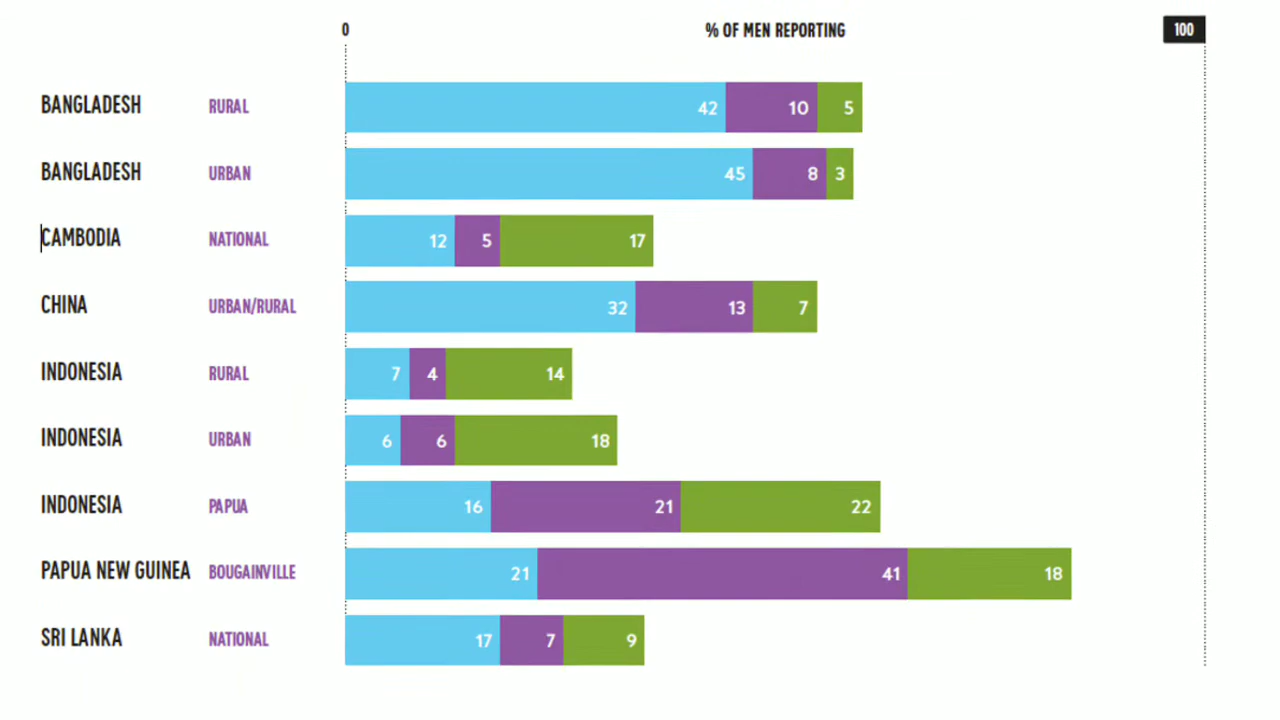 0 % OF MEN REPORTING 100
BANGLADESH RURAL 42 10 5
BANGLADESH URBAN 45 8 3
CAMBODIA NATIONAL 12 5 17
CHINA URBAN/RURAL 32 13 7
INDONESIA RURAL 7 4 14
INDONESIA URBAN 6 6 18
INDONESIA PAPUA 16 21 22
PAPUA NEW GUINEA BOUGAINVILLE 21 41 18
SRI LANKA NATIONAL 17 7 9